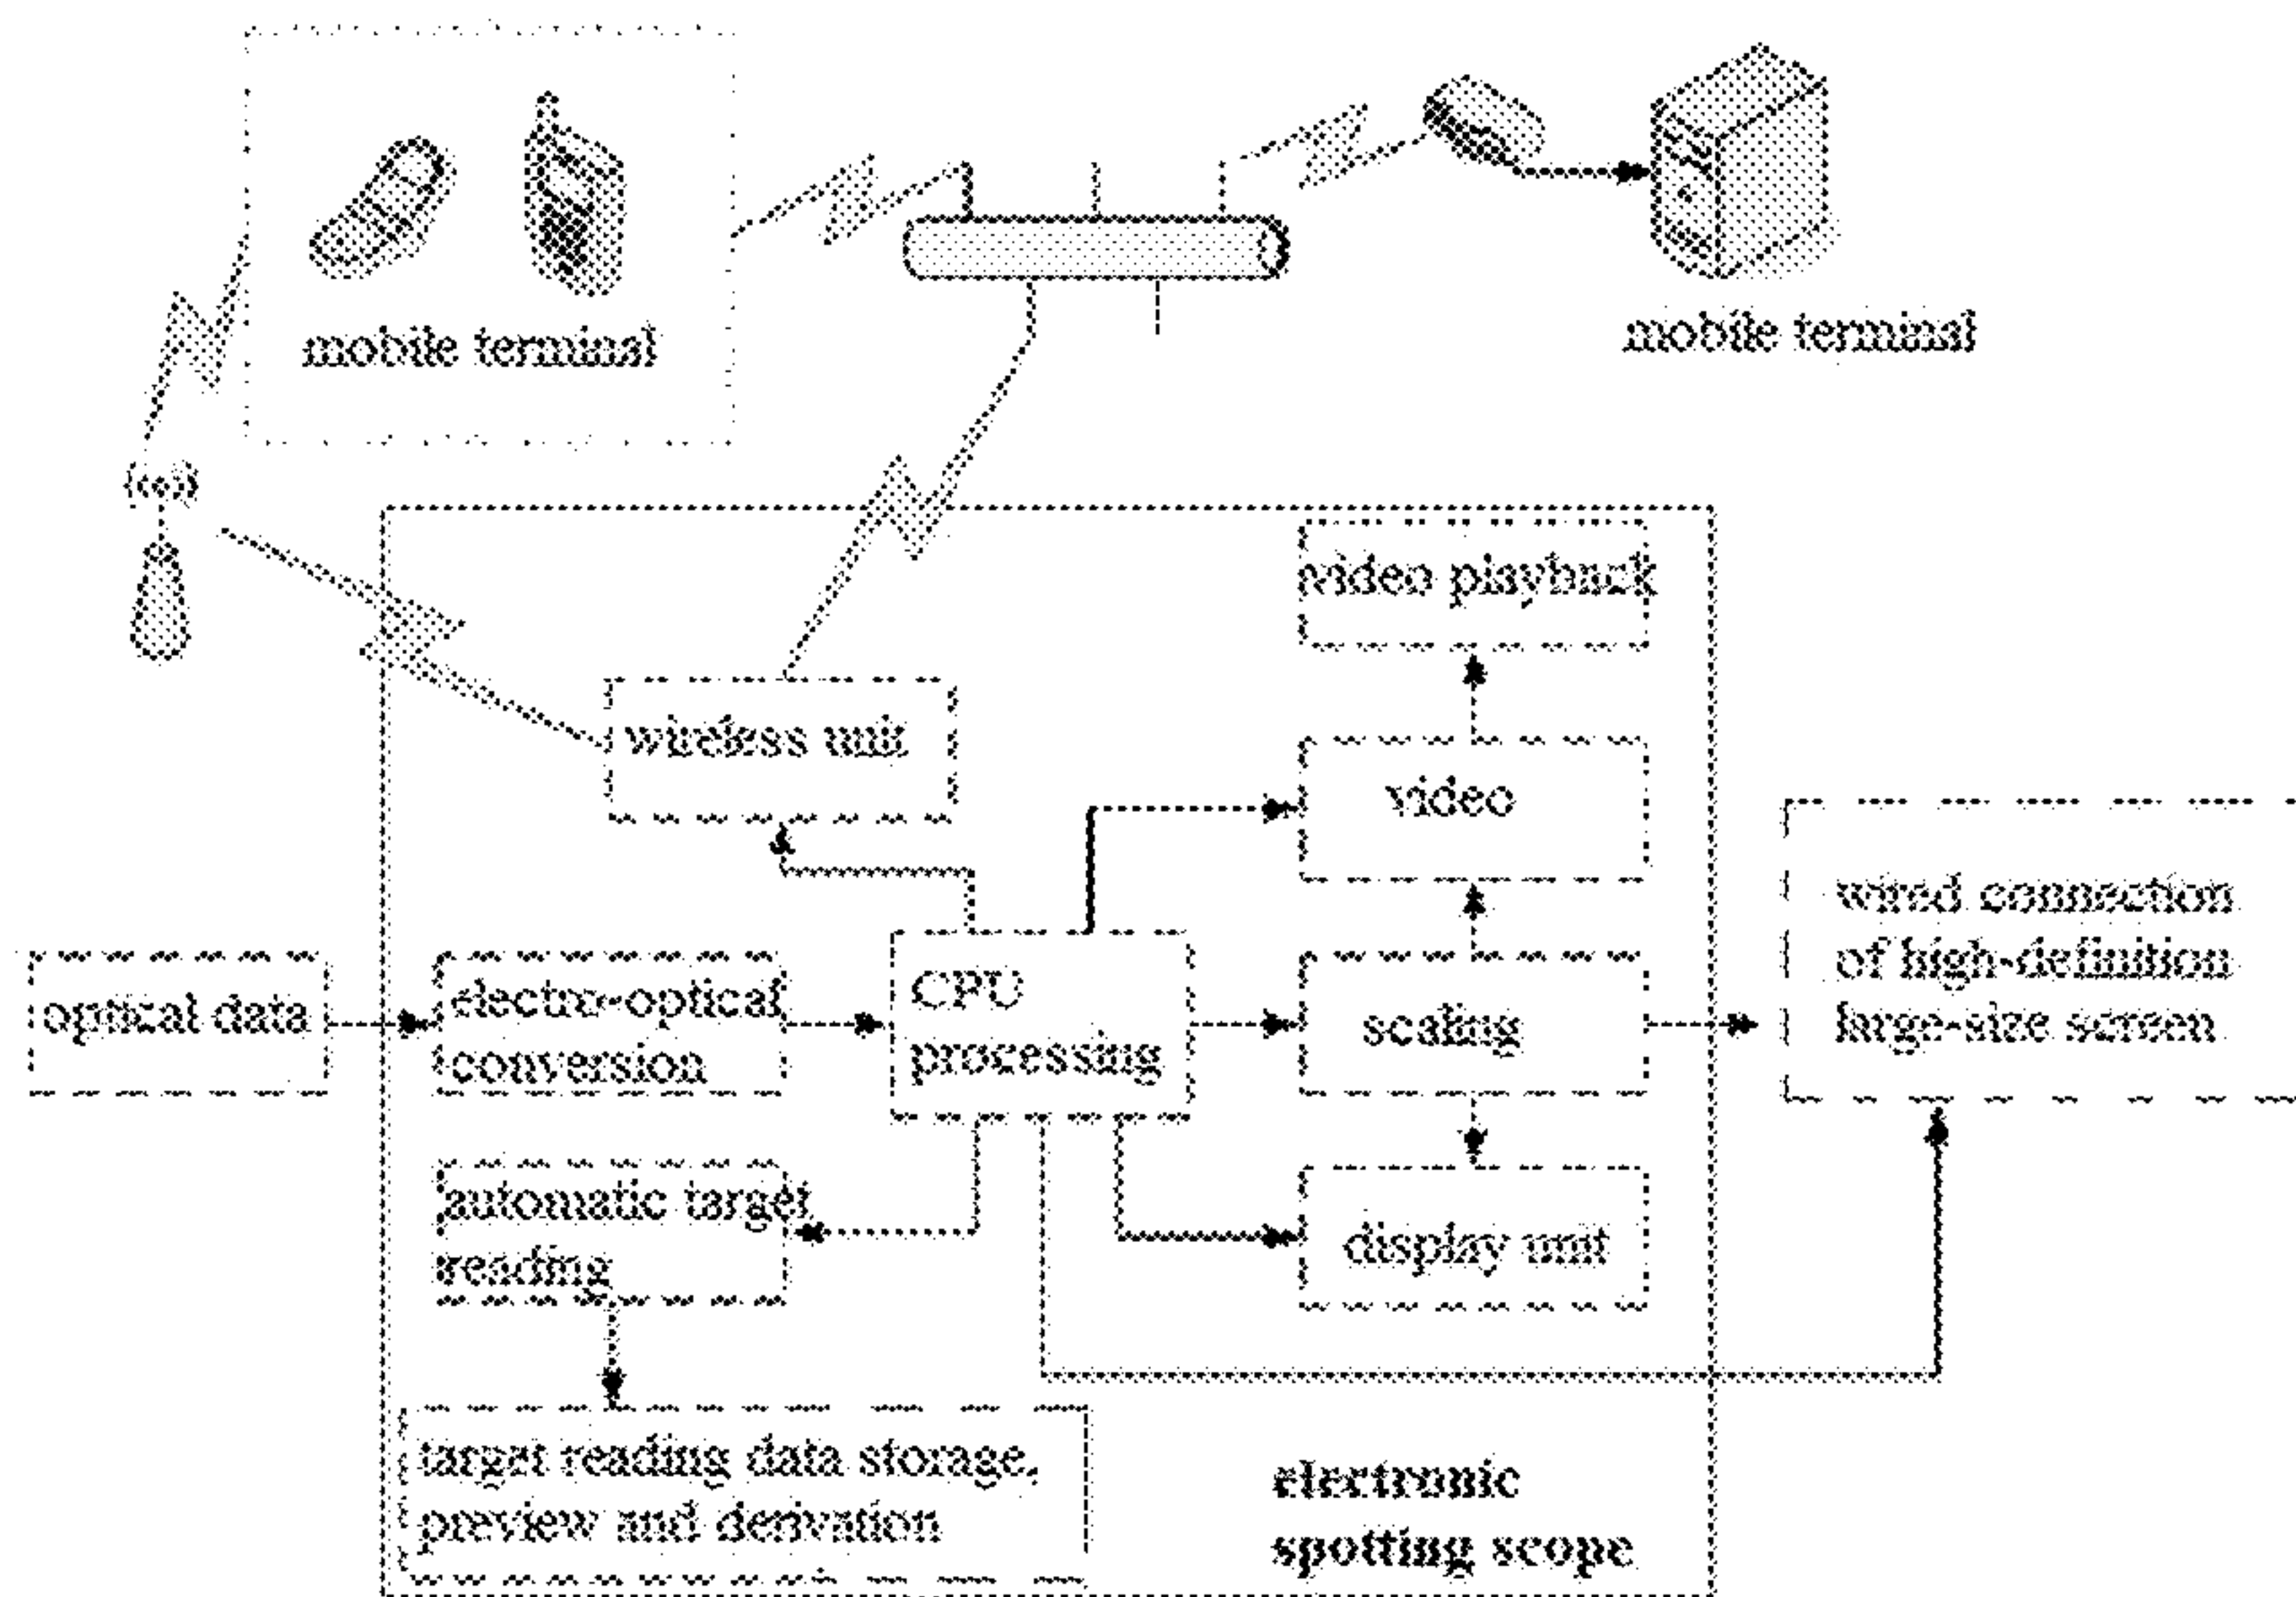 mobile terminal
mobile terminal
((•))
video playback
wireless unit
video
wired connection
of high-definition
large-size screen
optical data
electro-optical
conversion
CPU
processing
scaling
automatic target
reading
display unit
target reading data storage,
preview and derivation
electronic
spotting scope